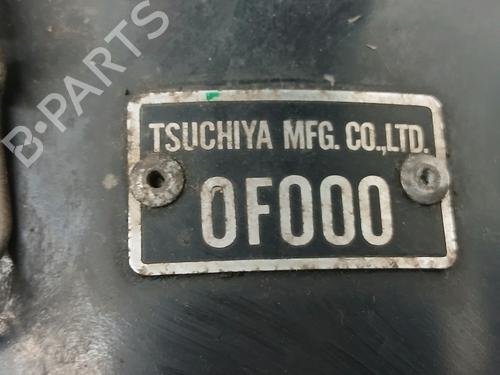 B-PARTS
TSUCHIYA MFG. CO.,LTD.
0F000